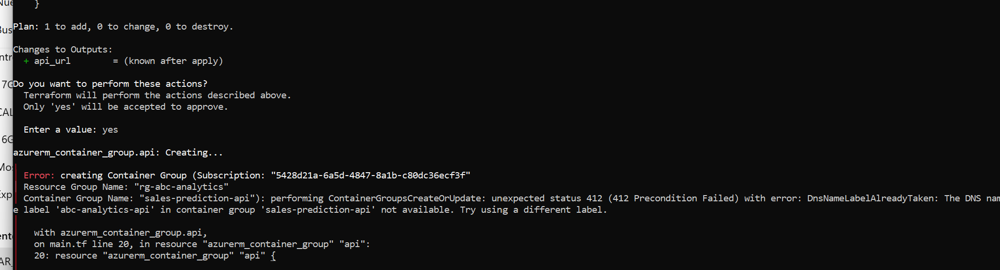 Nue
}
Bus
Plan: 1 to add, 0 to change, 0 to destroy.
Changes to Outputs:
ntr
+ api_url = (known after apply)
7G
Do you want to perform these actions?
Terraform will perform the actions described above.
Only 'yes' will be accepted to approve.
CAL
Enter a value: yes
6G
azurerm_container_group.api: Creating...
Mos
Error: creating Container Group (Subscription: "5428d21a-6a5d-4847-8a1b-c80dc36ecf3f"
Resource Group Name: "rg-abc-analytics"
Exp
Container Group Name: "sales-prediction-api"): performing ContainerGroupsCreateOrUpdate: unexpected status 412 (412 Precondition Failed) with error: DnsNameLabelAlreadyTaken: The DNS nam
e label 'abc-analytics-api' in container group 'sales-prediction-api' not available. Try using a different label.
ent
with azurerm_container_group.api,
on main.tf line 20, in resource "azurerm_container_group" "api":
20: resource "azurerm_container_group" "api" {
AR_